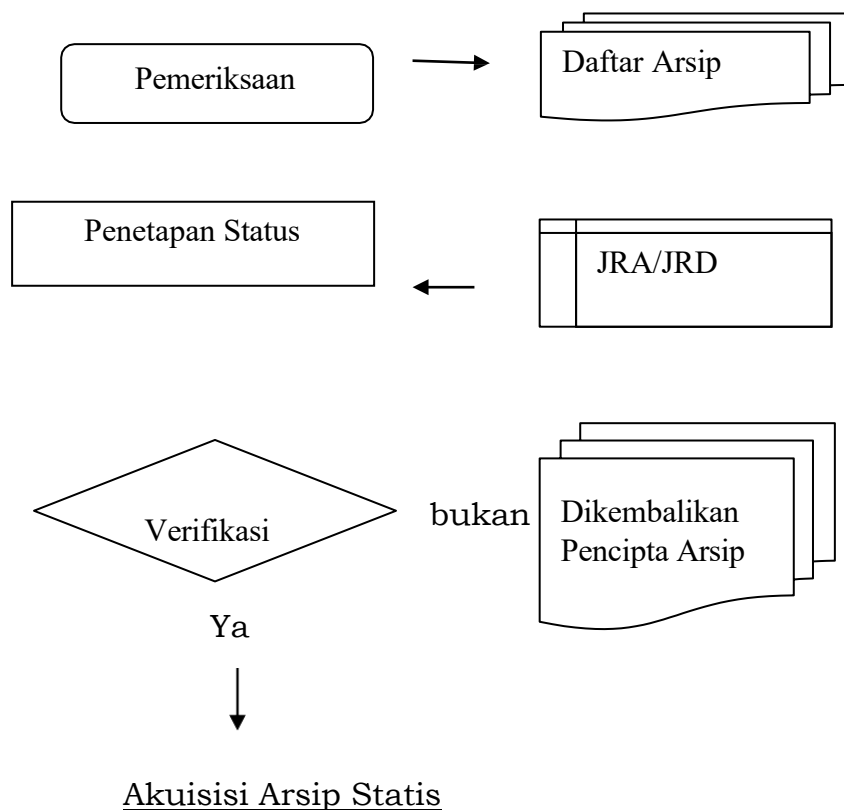 Pemeriksaan
Daftar Arsip
Penetapan Status
JRA/JRD
Verifikasi
bukan
Dikembalikan
Pencipta Arsip
Ya
Akuisisi Arsip Statis